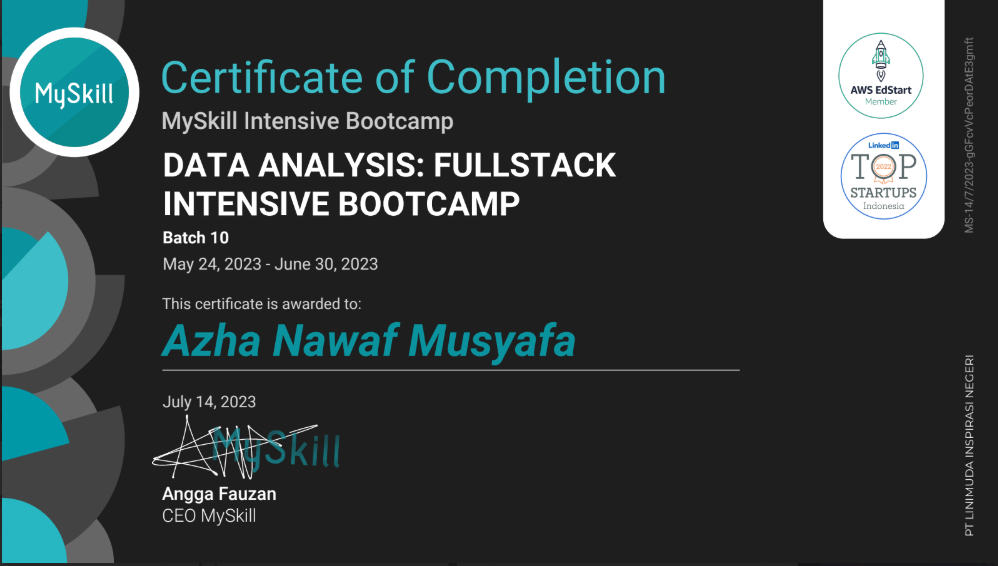 MySkill
Certificate of Completion
MySkill Intensive Bootcamp
DATA ANALYSIS: FULLSTACK
INTENSIVE BOOTCAMP
Batch 10
May 24, 2023 - June 30, 2023
This certificate is awarded to:
Azha Nawaf Musyafa
July 14, 2023
MySkill
Angga Fauzan
CEO MySkill
AWS EdStart
Member
Linked in
TOP
2022
STARTUPS
Indonesia
MS-14/7/2023-gGFcvVcPeorDAtE3gmft
PT LINIMUDA INSPIRASI NEGERI